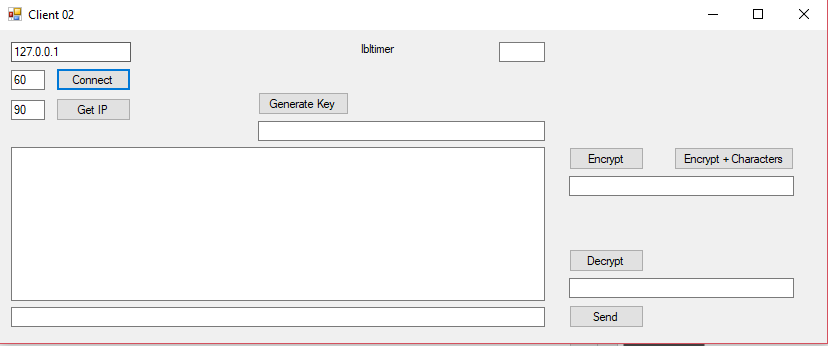 Client 02
127.0.0.1
lbltimer
60
Connect
90
Get IP
Generate Key
Encrypt
Encrypt + Characters
Decrypt
Send